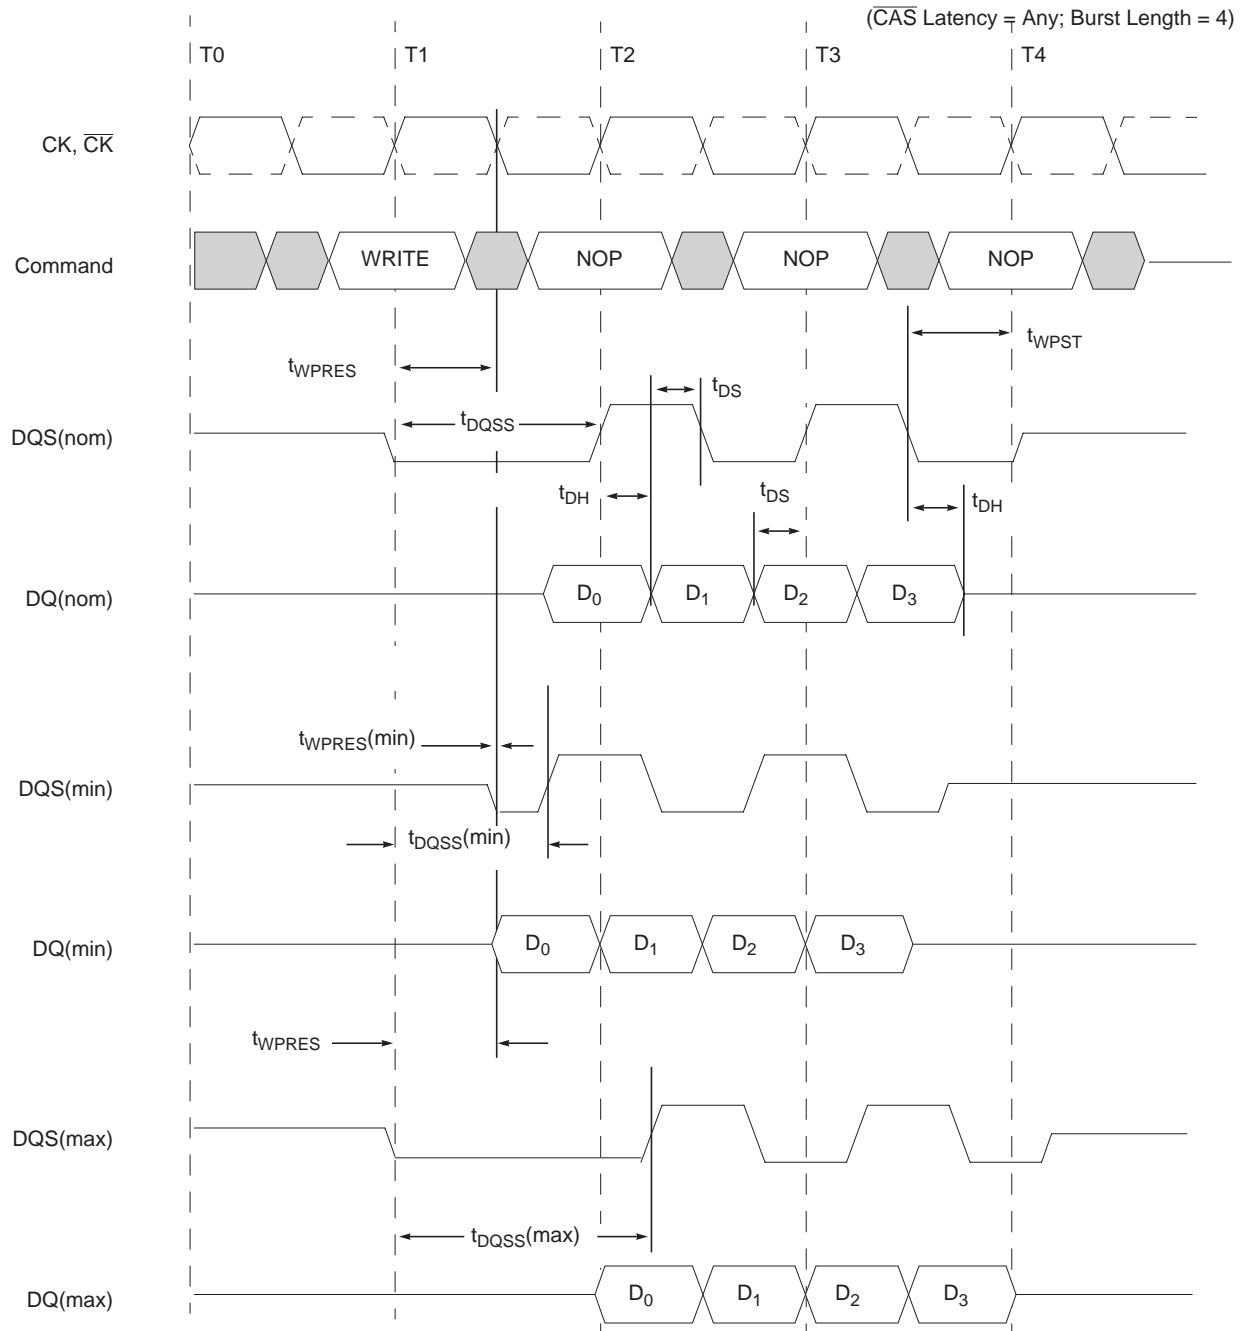 (CAS Latency = Any; Burst Length = 4)
T0 T1 T2 T3 T4
CK, CK
Command WRITE NOP NOP NOP
tWPST
tWPRES
tDS
DQS(nom) tDQSS
tDH tDS tDH
DQ(nom) D0 D1 D2 D3
tWPRES(min)
DQS(min)
tDQSS(min)
DQ(min) D0 D1 D2 D3
tWPRES
DQS(max)
tDQSS(max)
DQ(max) D0 D1 D2 D3